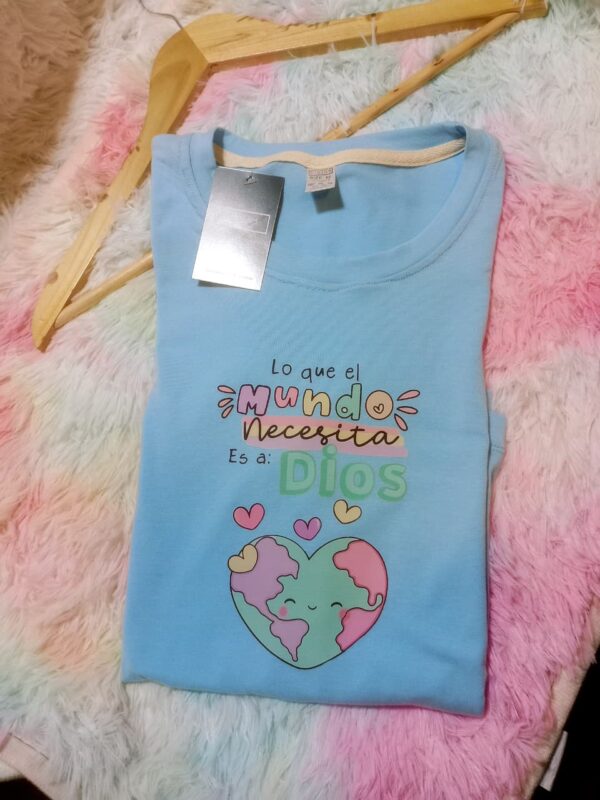 Lo que el
Mundo
Necesita
Es a: Dios